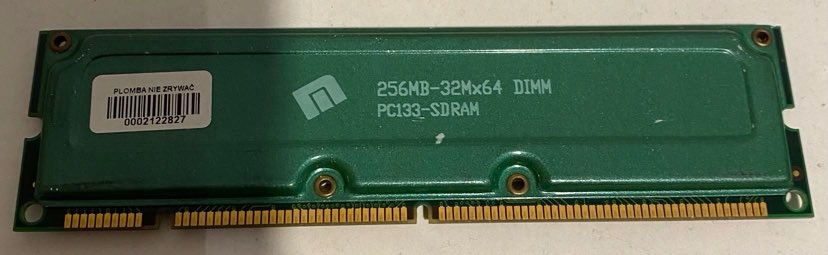 PLOMBA NIE ZRYWAĆ
0002122827
256MB-32Mx64 DIMM
PC133-SDRAM